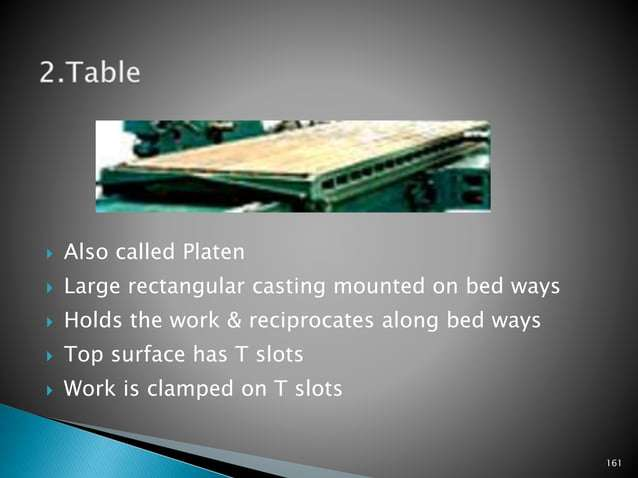 2.Table
Also called Platen
Large rectangular casting mounted on bed ways
Holds the work & reciprocates along bed ways
Top surface has T slots
Work is clamped on T slots
161